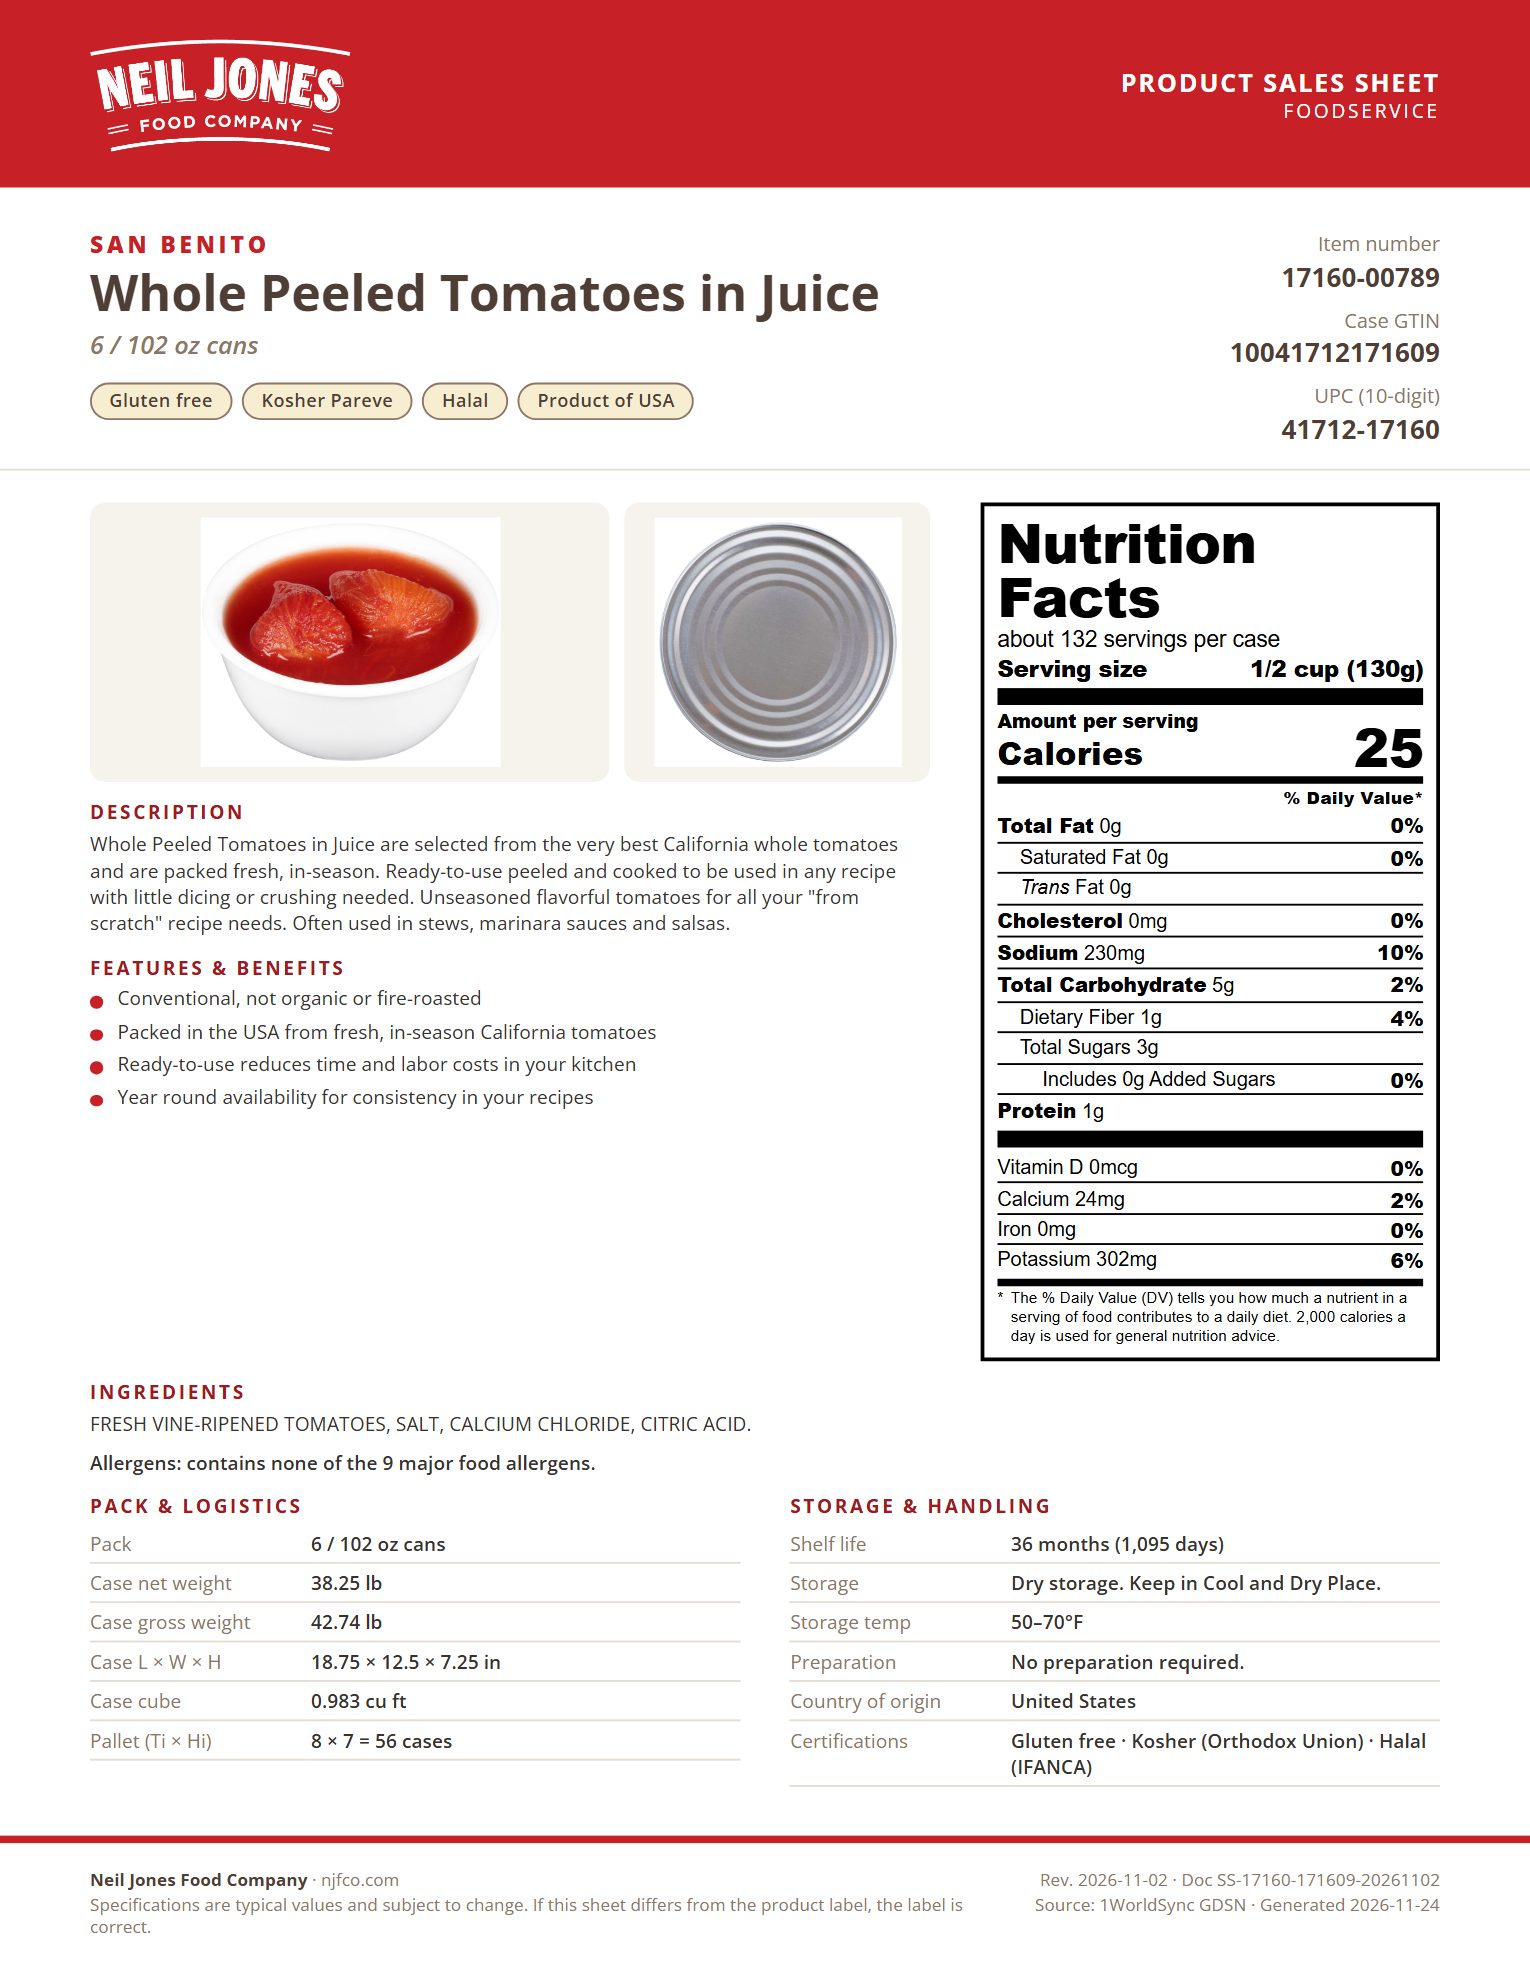 NEIL JONES
FOOD COMPANY
PRODUCT SALES SHEET
FOODSERVICE
SAN BENITO
Whole Peeled Tomatoes in Juice
6 / 102 oz cans
Gluten free
Kosher Pareve
Halal
Product of USA
Item number
17160-00789
Case GTIN
10041712171609
UPC (10-digit)
41712-17160
DESCRIPTION
Whole Peeled Tomatoes in Juice are selected from the very best California whole tomatoes
and are packed fresh, in-season. Ready-to-use peeled and cooked to be used in any recipe
with little dicing or crushing needed. Unseasoned flavorful tomatoes for all your "from
scratch" recipe needs. Often used in stews, marinara sauces and salsas.
FEATURES & BENEFITS
Conventional, not organic or fire-roasted
Packed in the USA from fresh, in-season California tomatoes
Ready-to-use reduces time and labor costs in your kitchen
Year round availability for consistency in your recipes
Nutrition
Facts
about 132 servings per case
Serving size 1/2 cup (130g)
Amount per serving
Calories 25
% Daily Value*
Total Fat 0g 0%
Saturated Fat 0g 0%
Trans Fat 0g
Cholesterol 0mg 0%
Sodium 230mg 10%
Total Carbohydrate 5g 2%
Dietary Fiber 1g 4%
Total Sugars 3g
Includes 0g Added Sugars 0%
Protein 1g
Vitamin D 0mcg 0%
Calcium 24mg 2%
Iron 0mg 0%
Potassium 302mg 6%
* The % Daily Value (DV) tells you how much a nutrient in a
serving of food contributes to a daily diet. 2,000 calories a
day is used for general nutrition advice.
INGREDIENTS
FRESH VINE-RIPENED TOMATOES, SALT, CALCIUM CHLORIDE, CITRIC ACID.
Allergens: contains none of the 9 major food allergens.
PACK & LOGISTICS
Pack 6 / 102 oz cans
Case net weight 38.25 lb
Case gross weight 42.74 lb
Case L × W × H 18.75 × 12.5 × 7.25 in
Case cube 0.983 cu ft
Pallet (Ti × Hi) 8 × 7 = 56 cases
STORAGE & HANDLING
Shelf life 36 months (1,095 days)
Storage Dry storage. Keep in Cool and Dry Place.
Storage temp 50–70°F
Preparation No preparation required.
Country of origin United States
Certifications Gluten free · Kosher (Orthodox Union) · Halal
(IFANCA)
Neil Jones Food Company · njfco.com
Specifications are typical values and subject to change. If this sheet differs from the product label, the label is
correct.
Rev. 2026-11-02 · Doc SS-17160-171609-20261102
Source: 1WorldSync GDSN · Generated 2026-11-24